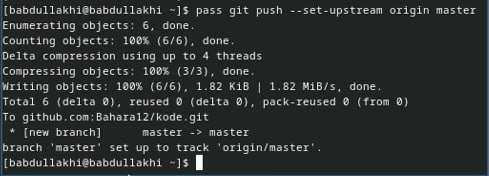 [babdullakhi@babdullakhi ~]$ pass git push --set-upstream origin master
Enumerating objects: 6, done.
Counting objects: 100% (6/6), done.
Delta compression using up to 4 threads
Compressing objects: 100% (3/3), done.
Writing objects: 100% (6/6), 1.82 KiB | 1.82 MiB/s, done.
Total 6 (delta 0), reused 0 (delta 0), pack-reused 0 (from 0)
To github.com:Bahara12/kode.git
 * [new branch]      master -> master
branch 'master' set up to track 'origin/master'.
[babdullakhi@babdullakhi ~]$